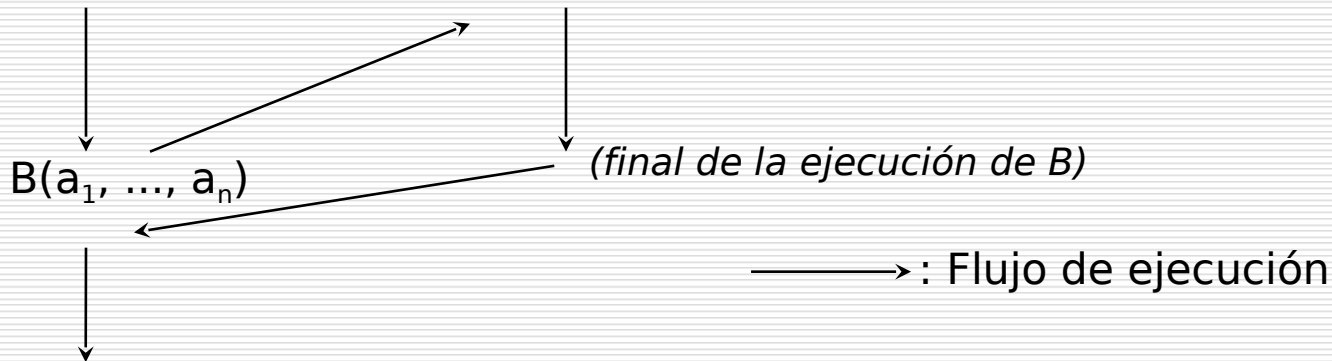 B(a₁, ..., aₙ)
(final de la ejecución de B)
: Flujo de ejecución